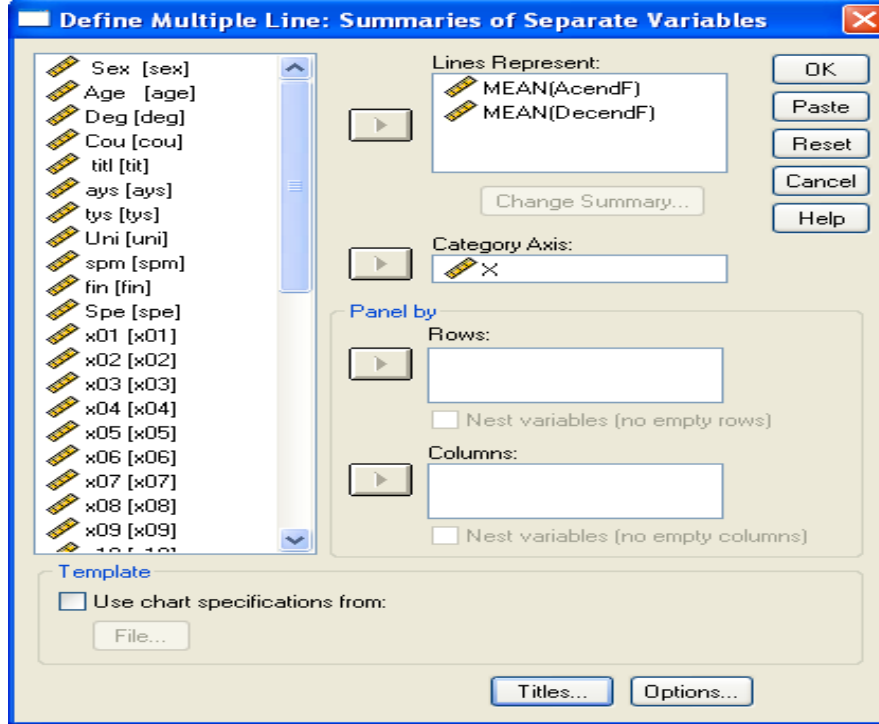 Define Multiple Line: Summaries of Separate Variables
Sex [sex]
Age [age]
Deg [deg]
Cou [cou]
titl [tit]
ays [ays]
tys [tys]
Uni [uni]
spm [spm]
fin [fin]
Spe [spe]
x01 [x01]
x02 [x02]
x03 [x03]
x04 [x04]
x05 [x05]
x06 [x06]
x07 [x07]
x08 [x08]
x09 [x09]
Lines Represent:
MEAN(AcendF)
MEAN(DecendF)
Change Summary...
Category Axis:
X
Panel by
Rows:
Nest variables (no empty rows)
Columns:
Nest variables (no empty columns)
OK
Paste
Reset
Cancel
Help
Template
Use chart specifications from:
File...
Titles...
Options...